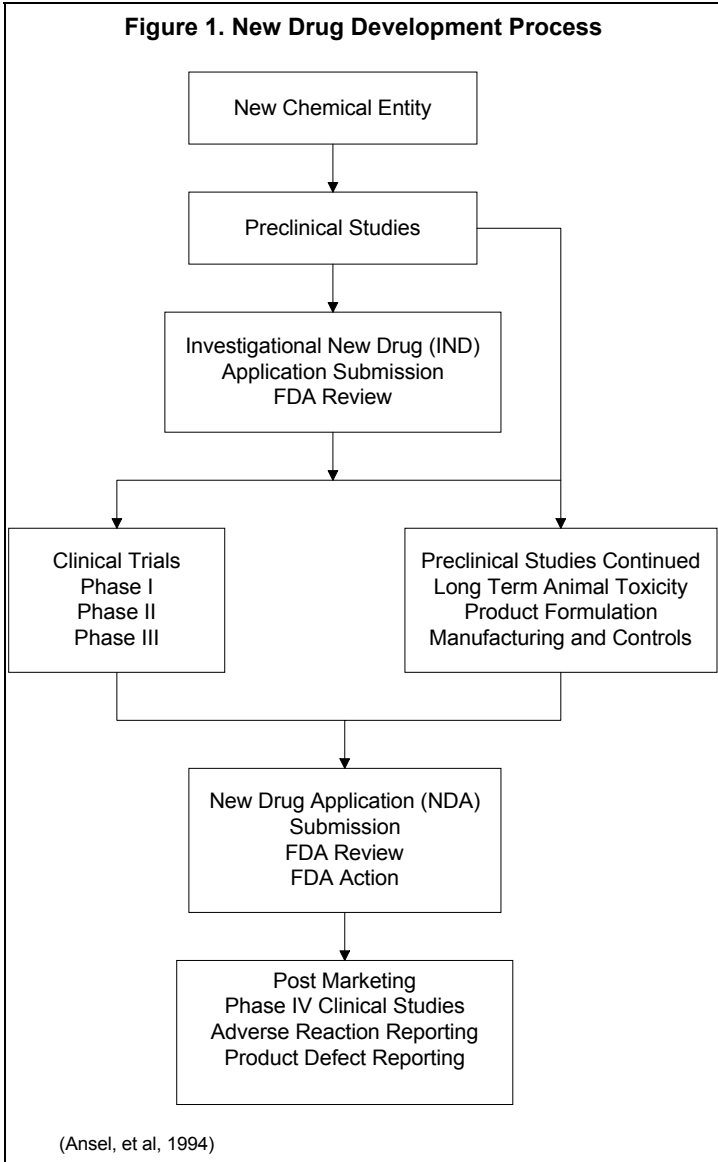 Figure 1. New Drug Development Process
New Chemical Entity
Preclinical Studies
Investigational New Drug (IND)
Application Submission
FDA Review
Clinical Trials
Phase I
Phase II
Phase III
Preclinical Studies Continued
Long Term Animal Toxicity
Product Formulation
Manufacturing and Controls
New Drug Application (NDA)
Submission
FDA Review
FDA Action
Post Marketing
Phase IV Clinical Studies
Adverse Reaction Reporting
Product Defect Reporting
(Ansel, et al, 1994)